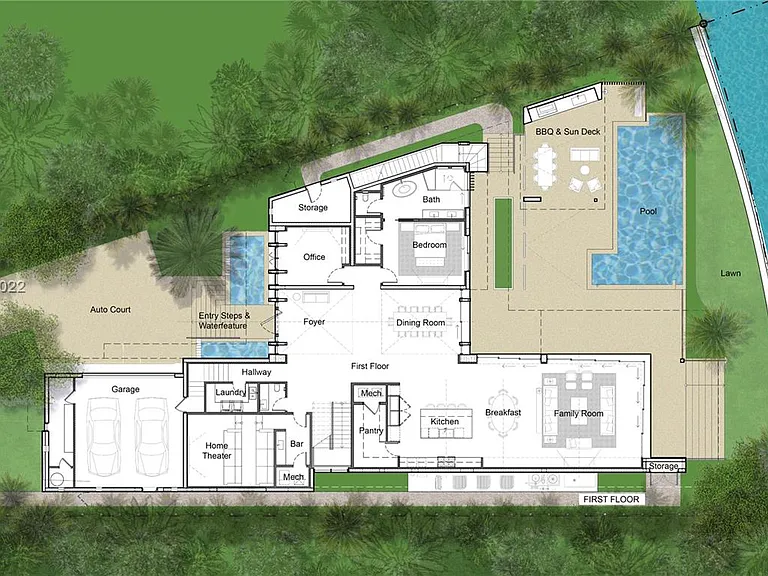 BBQ & Sun Deck
Bath
Storage
Pool
Bedroom
Office
Lawn
022
Auto Court
Entry Steps &
Waterfeature
Foyer
Dining Room
First Floor
Hallway
Garage
Laundry
Mech.
Kitchen
Breakfast
Family Room
Pantry
Home
Theater
Bar
Mech.
Storage
FIRST FLOOR